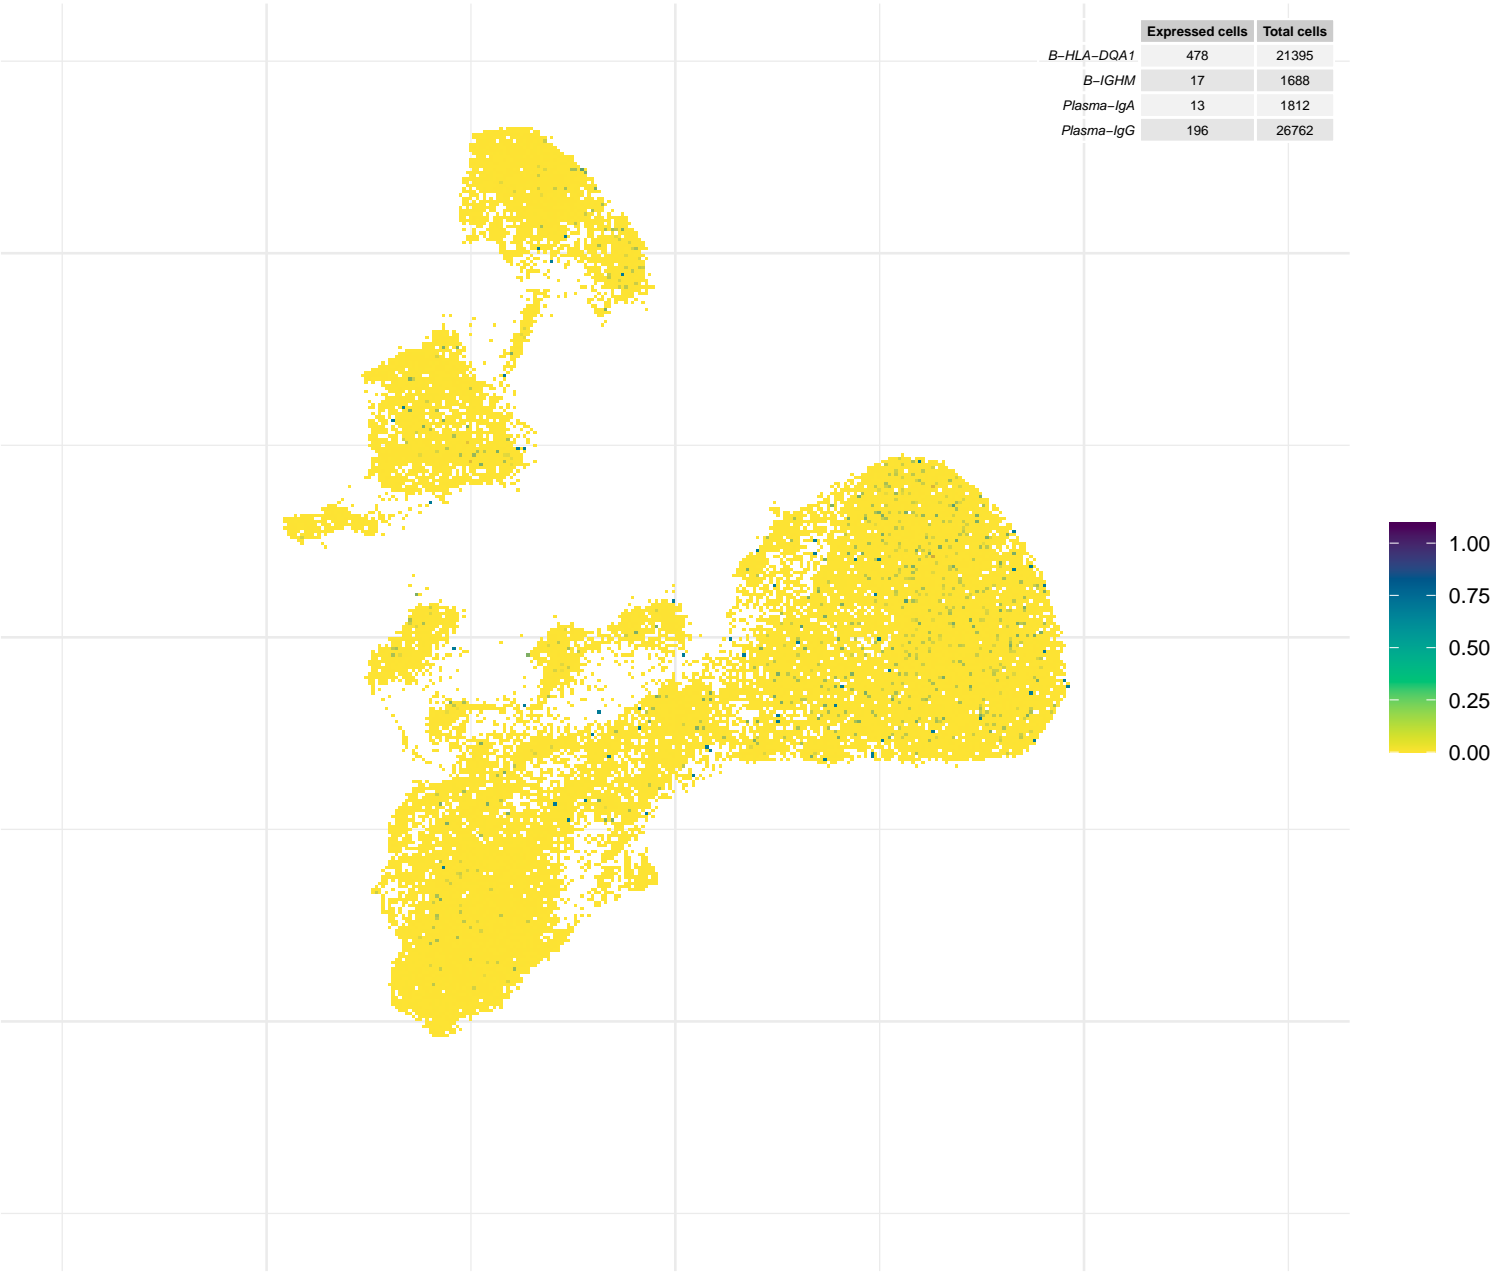 Expressed cells Total cells
B−HLA−DQA1 478 21395
B−IGHM 17 1688
Plasma−IgA 13 1812
Plasma−IgG 196 26762
1.00
0.75
0.50
0.25
0.00